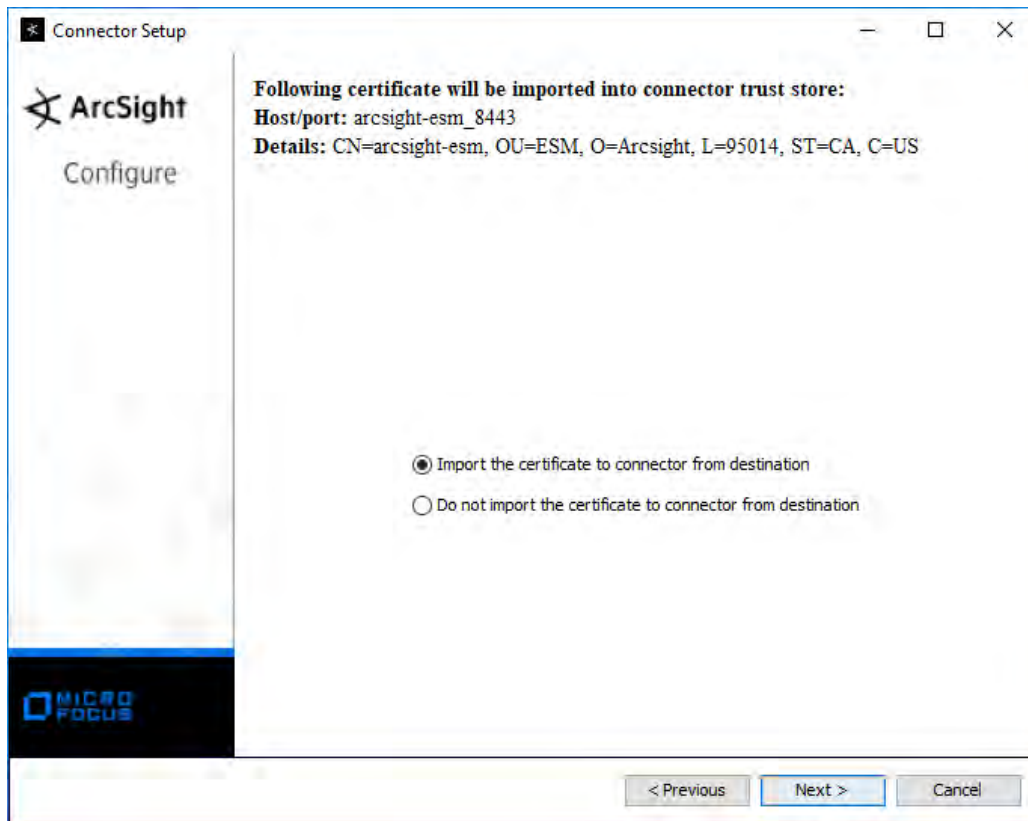 Connector Setup
ArcSight
Configure
Following certificate will be imported into connector trust store:
Host/port: arcsight-esm_8443
Details: CN=arcsight-esm, OU=ESM, O=Arcsight, L=95014, ST=CA, C=US
Import the certificate to connector from destination
Do not import the certificate to connector from destination
MICRO
FOCUS
< Previous
Next >
Cancel